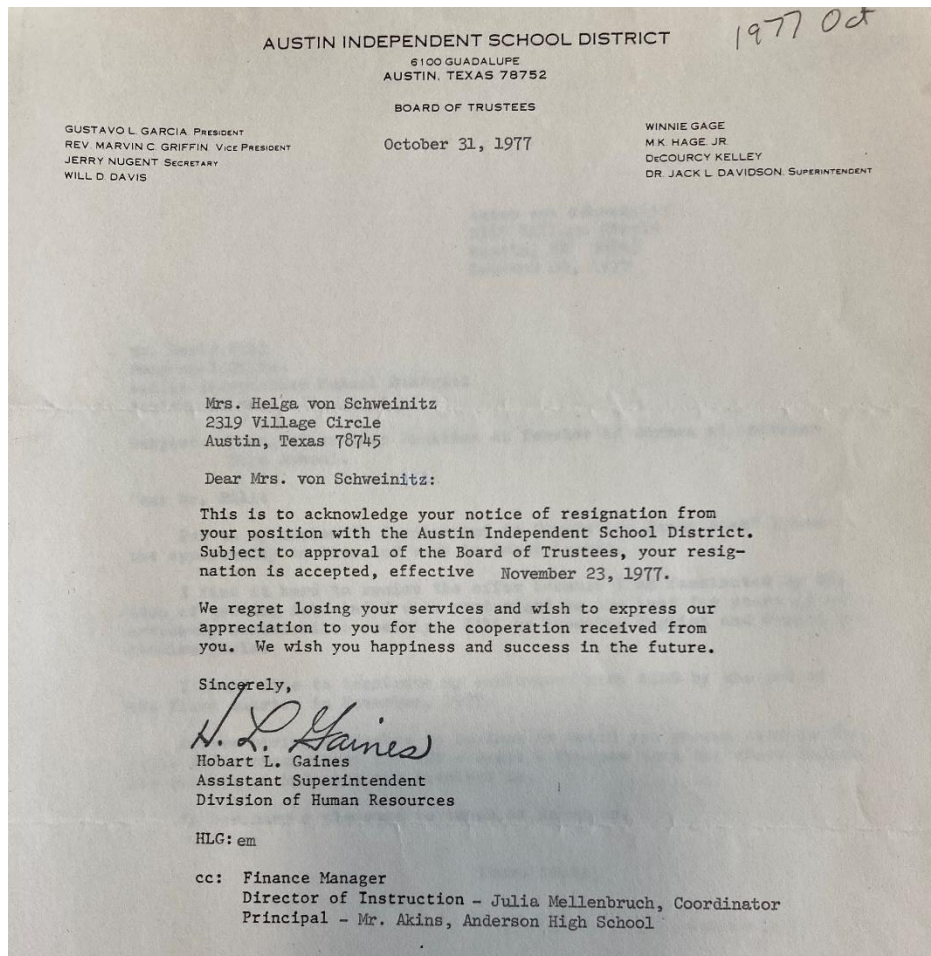 1977 Oct
AUSTIN INDEPENDENT SCHOOL DISTRICT
6100 GUADALUPE
AUSTIN, TEXAS 78752
BOARD OF TRUSTEES
GUSTAVO L. GARCIA PRESIDENT
REV. MARVIN C. GRIFFIN VICE PRESIDENT
JERRY NUGENT SECRETARY
WILL D. DAVIS
October 31, 1977
WINNIE GAGE
M.K. HAGE, JR.
DECOURCY KELLEY
DR. JACK L. DAVIDSON, SUPERINTENDENT
Mrs. Helga von Schweinitz
2319 Village Circle
Austin, Texas 78745
Dear Mrs. von Schweinitz:
This is to acknowledge your notice of resignation from
your position with the Austin Independent School District.
Subject to approval of the Board of Trustees, your resig-
nation is accepted, effective November 23, 1977.
We regret losing your services and wish to express our
appreciation to you for the cooperation received from
you. We wish you happiness and success in the future.
Sincerely,
H. L. Gaines
Hobart L. Gaines
Assistant Superintendent
Division of Human Resources
HLG: em
cc: Finance Manager
Director of Instruction - Julia Mellenbruch, Coordinator
Principal - Mr. Akins, Anderson High School